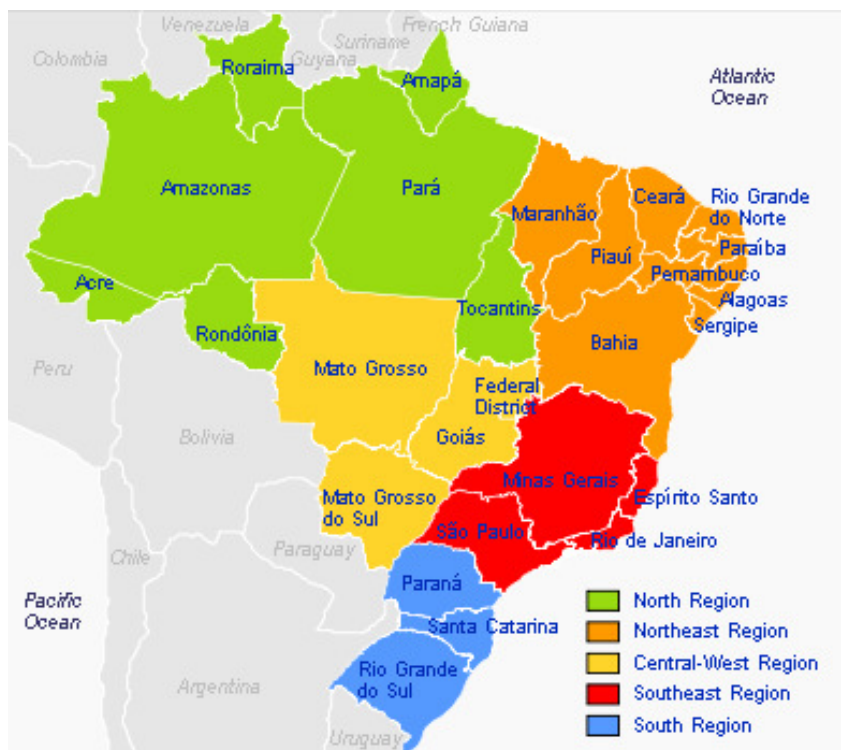 Venezuela
French Guiana
Suriname
Colombia
Guyana
Roraima
Amapá
Atlantic
Ocean
Amazonas
Pará
Maranhão
Ceará
Rio Grande
do Norte
Paraíba
Piauí
Pernambuco
Acre
Alagoas
Tocantins
Sergipe
Rondônia
Bahia
Peru
Mato Grosso
Federal
District
Bolivia
Goiás
Minas Gerais
Espírito Santo
Mato Grosso
do Sul
São Paulo
Rio de Janeiro
Paraguay
Chile
Paraná
Pacific
Ocean
Santa Catarina
Rio Grande
do Sul
Argentina
Uruguay
North Region
Northeast Region
Central-West Region
Southeast Region
South Region